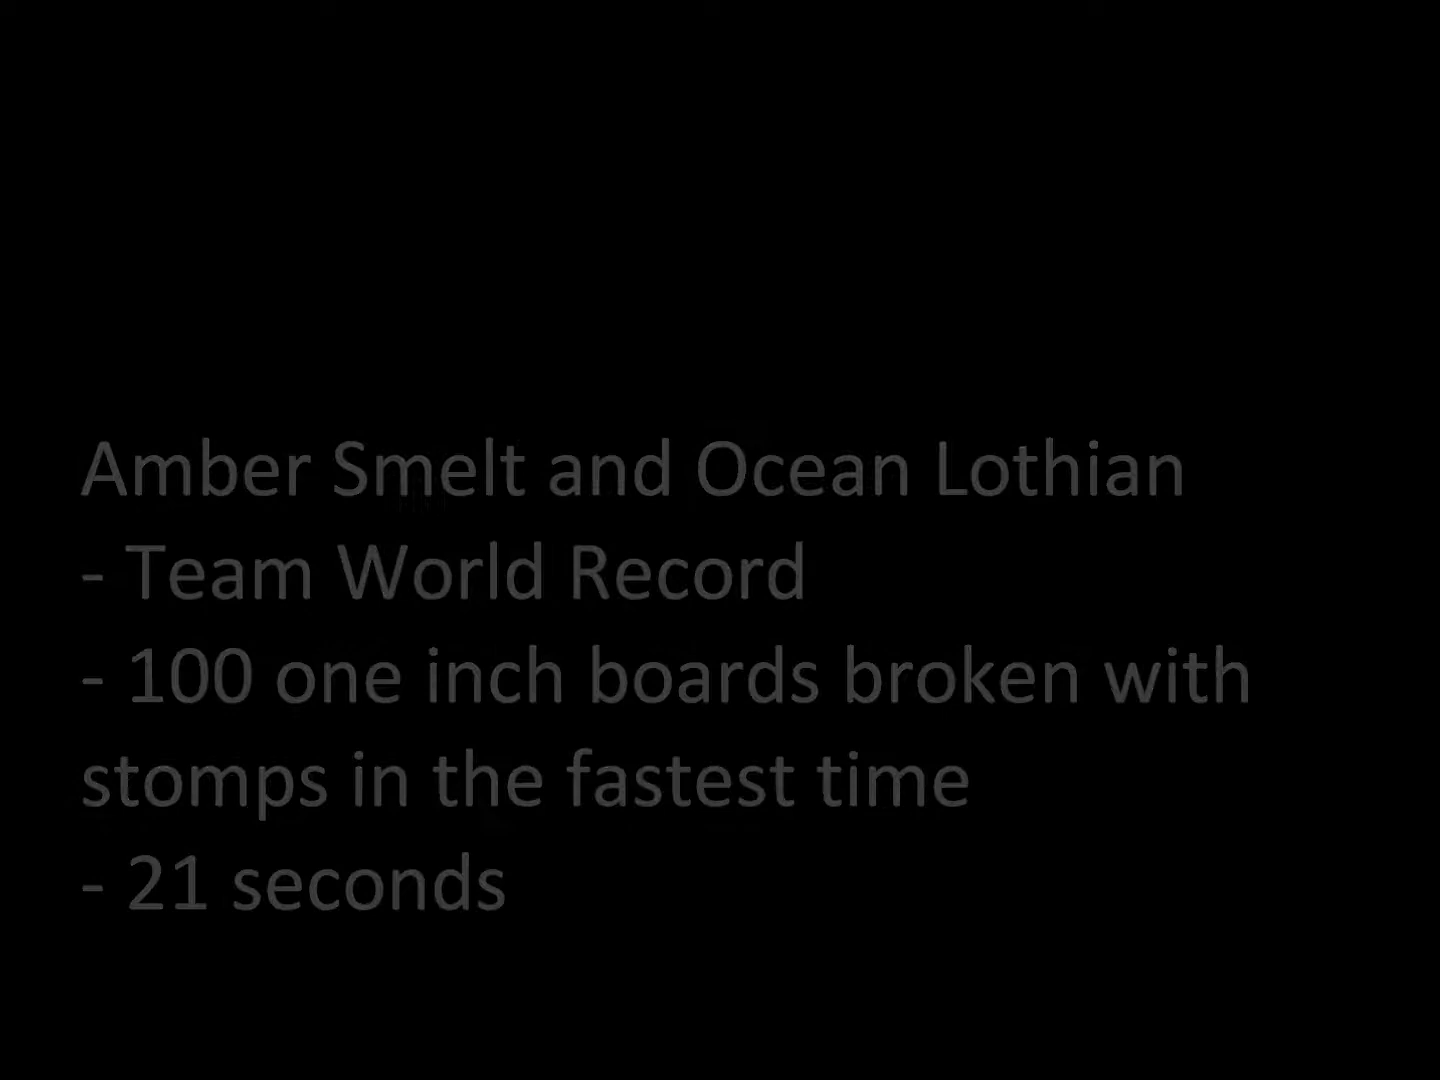 Amber Smelt and Ocean Lothian
- Team World Record
- 100 one inch boards broken with
stomps in the fastest time
- 21 seconds